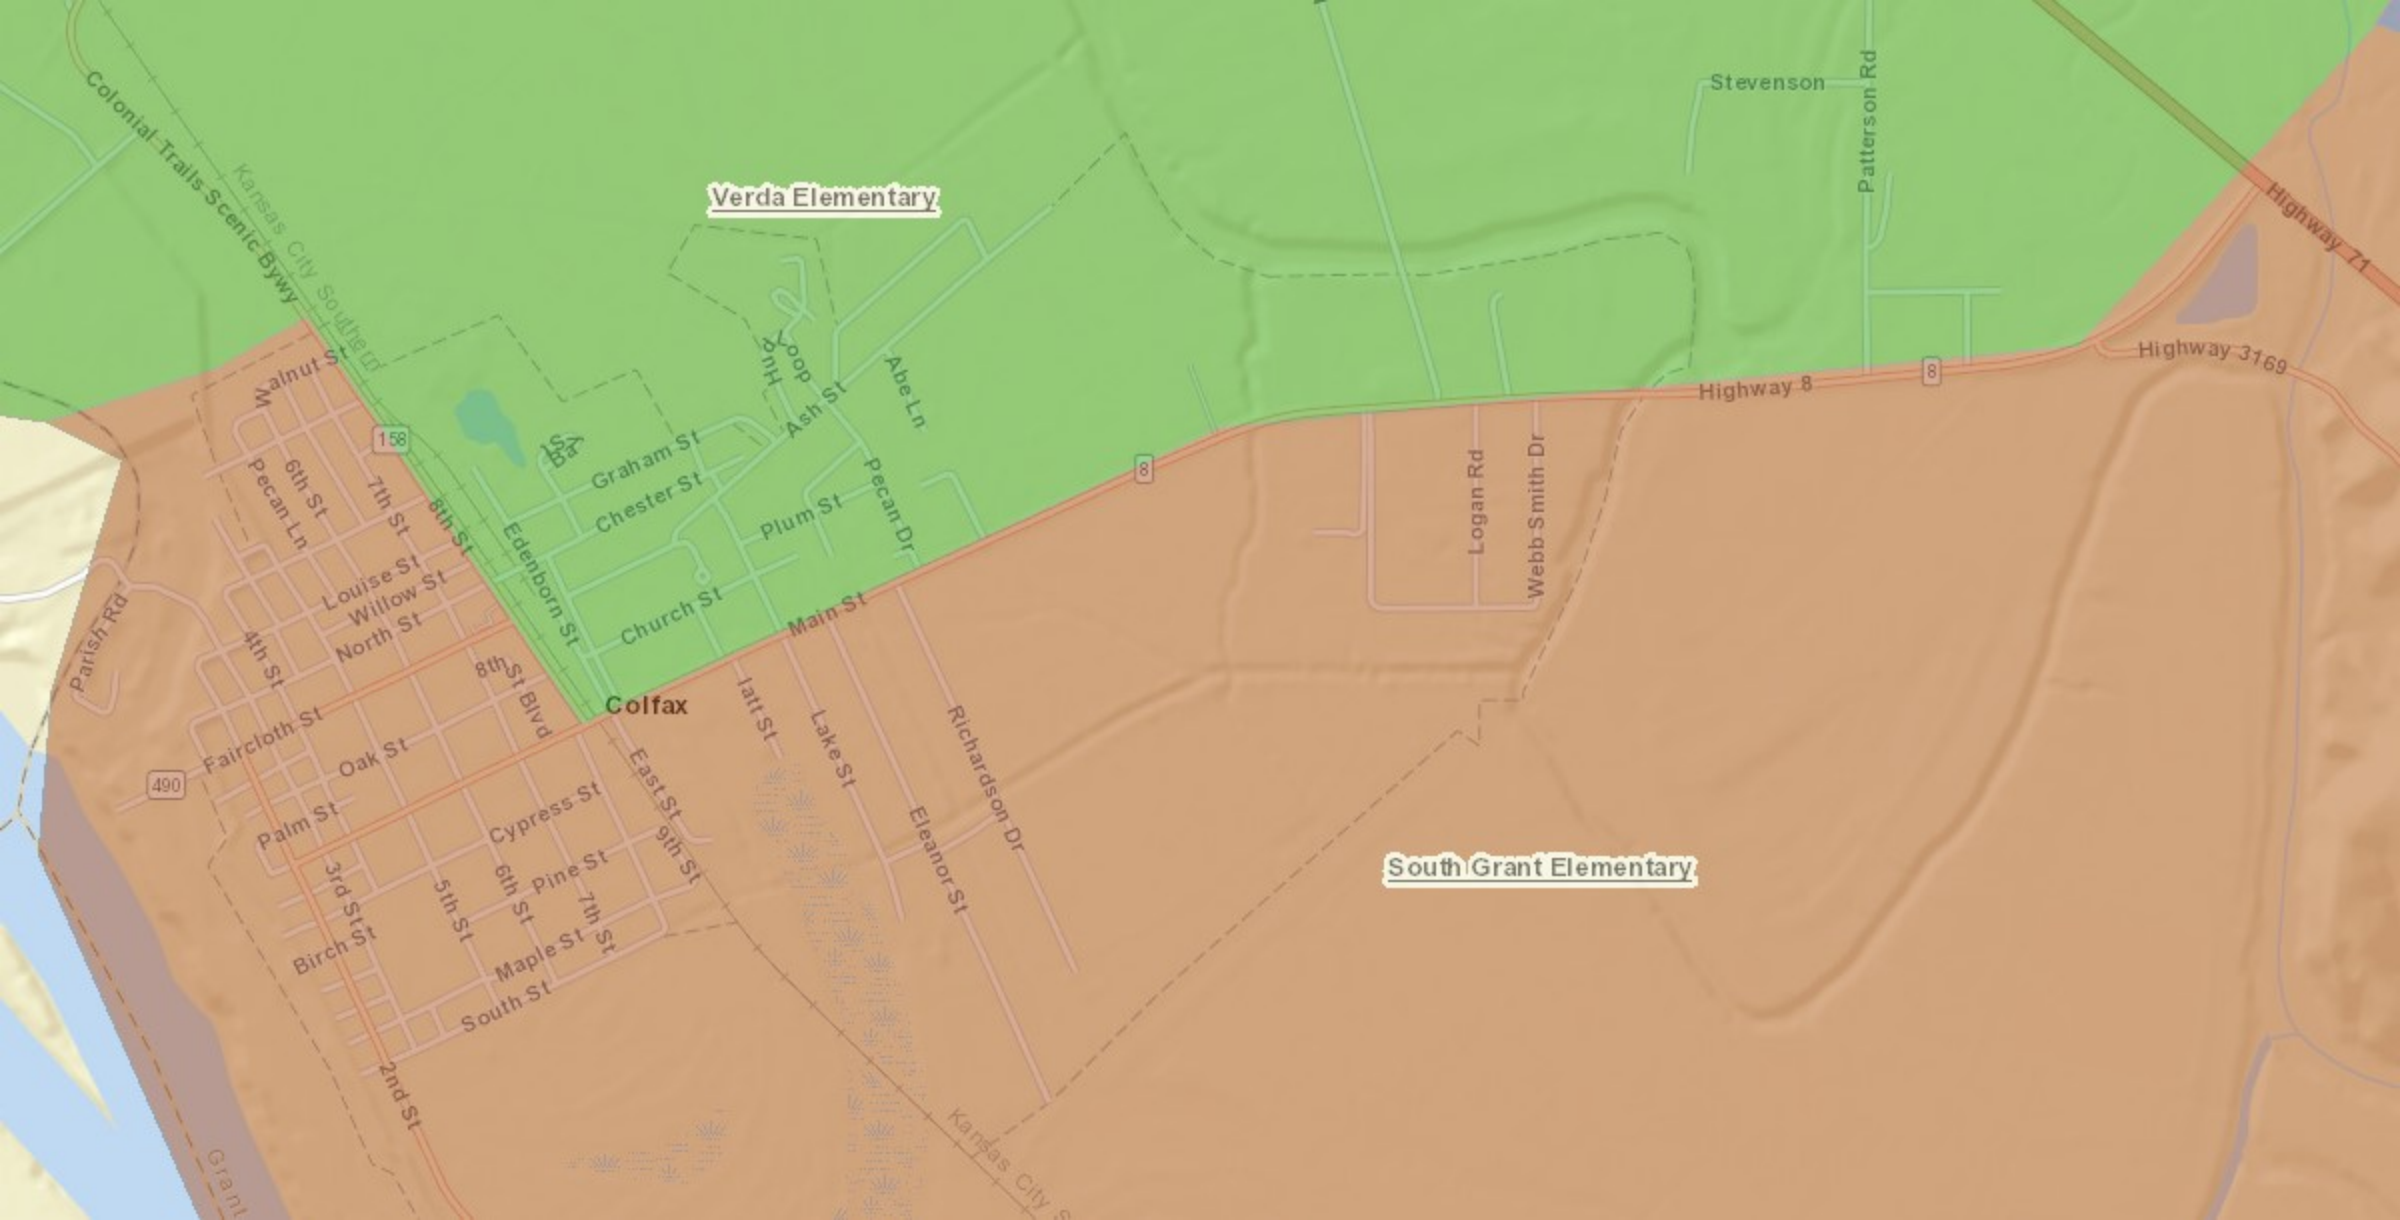 Stevenson
Patterson Rd
Colonial Trails Scenic Bywy
Kansas City Southern
Verda Elementary
Highway 71
Highway 3169
Highway 8
8
8
Walnut St
158
Hud
Loop
Abe Ln
Ash St
Graham St
Chester St
Plum St
Pecan Dr
Church St
Main St
Edenborn St
Pecan Ln
6th St
7th St
8th St
Louise St
Willow St
North St
4th St
8th St Blvd
Parish Rd
Logan Rd
Webb Smith Dr
Colfax
Faircloth St
Oak St
490
Palm St
Iatt St
Lake St
Richardson Dr
East St
Cypress St
Eleanor St
9th St
Pine St
3rd St
5th St
6th St
7th St
Birch St
Maple St
South St
2nd St
South Grant Elementary
Kansas City S
Grant